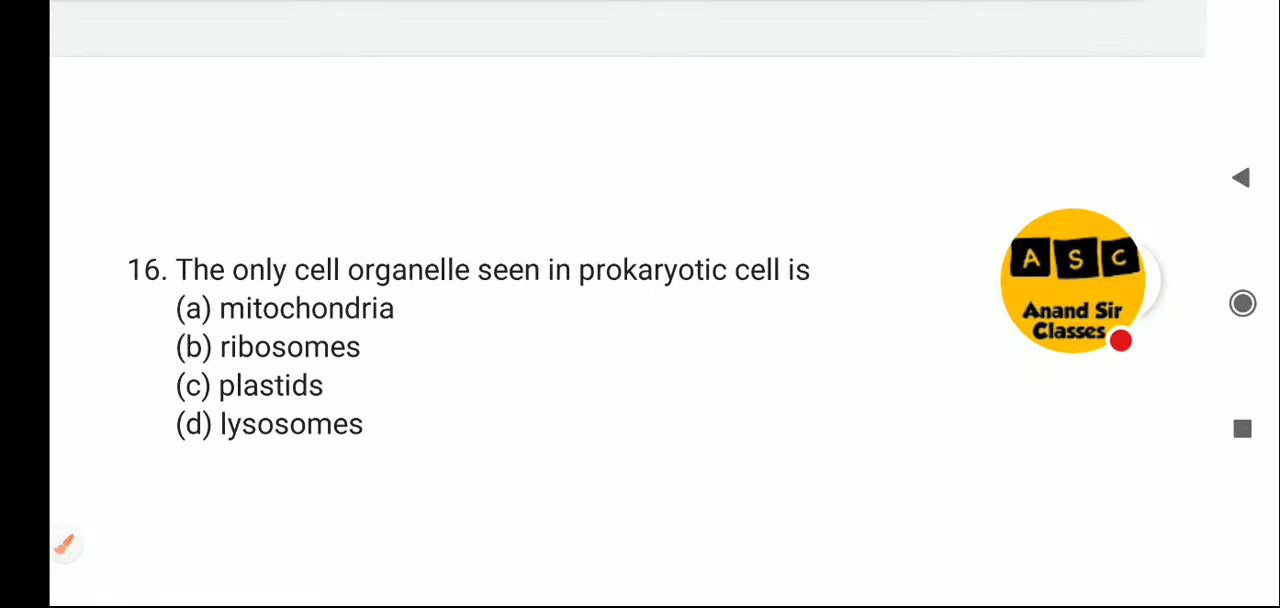 16. The only cell organelle seen in prokaryotic cell is
(a) mitochondria
(b) ribosomes
(c) plastids
(d) lysosomes
A S C
Anand Sir
Classes